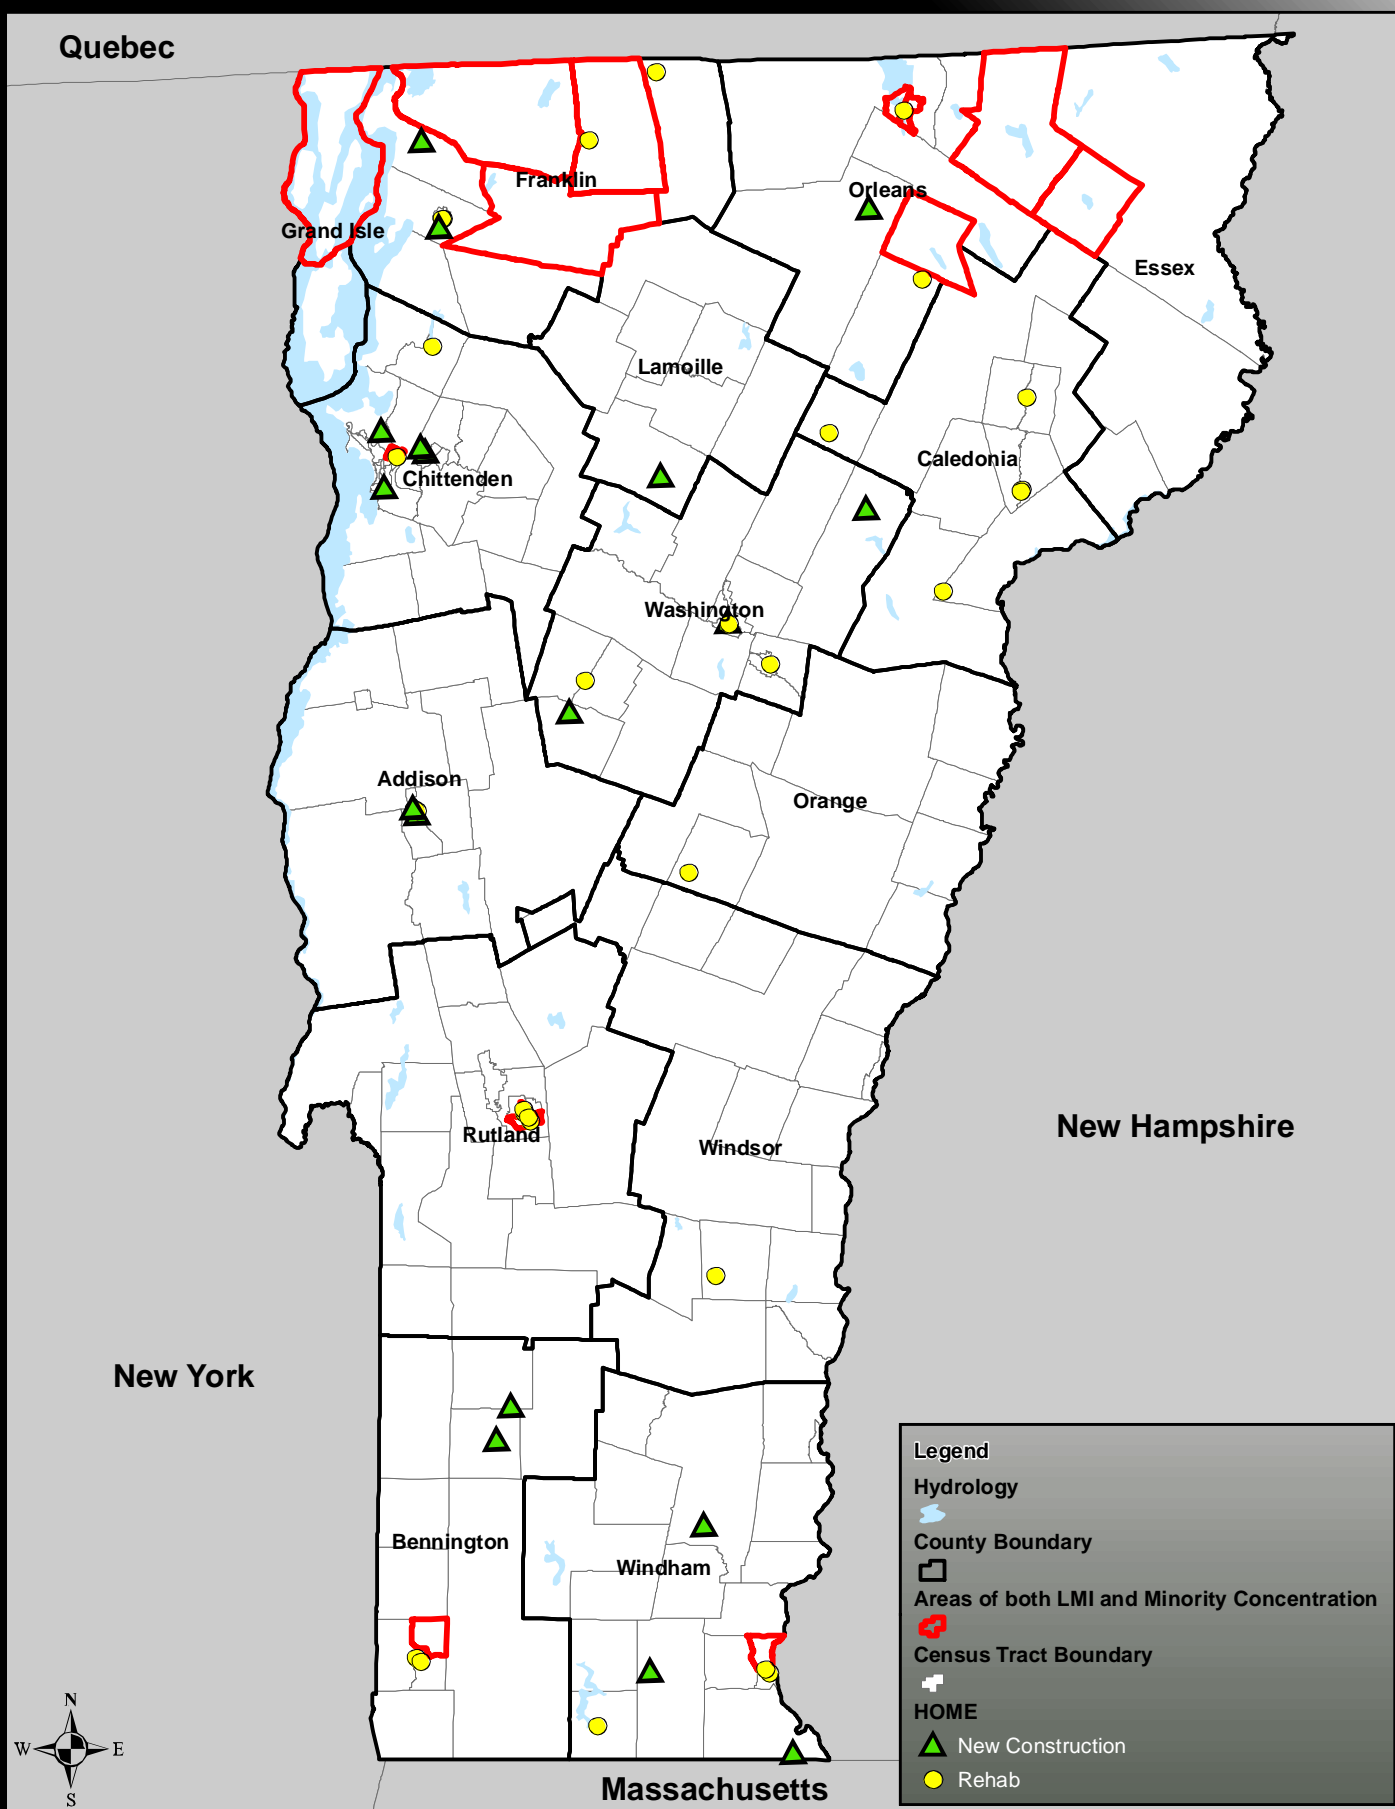 Quebec
Franklin
Orleans
Grand Isle
Essex
Lamoille
Caledonia
Chittenden
Washington
Addison
Orange
New Hampshire
Rutland
Windsor
New York
Bennington
Windham
Massachusetts
N
W
E
S
Legend
Hydrology
County Boundary
Areas of both LMI and Minority Concentration
Census Tract Boundary
HOME
New Construction
Rehab